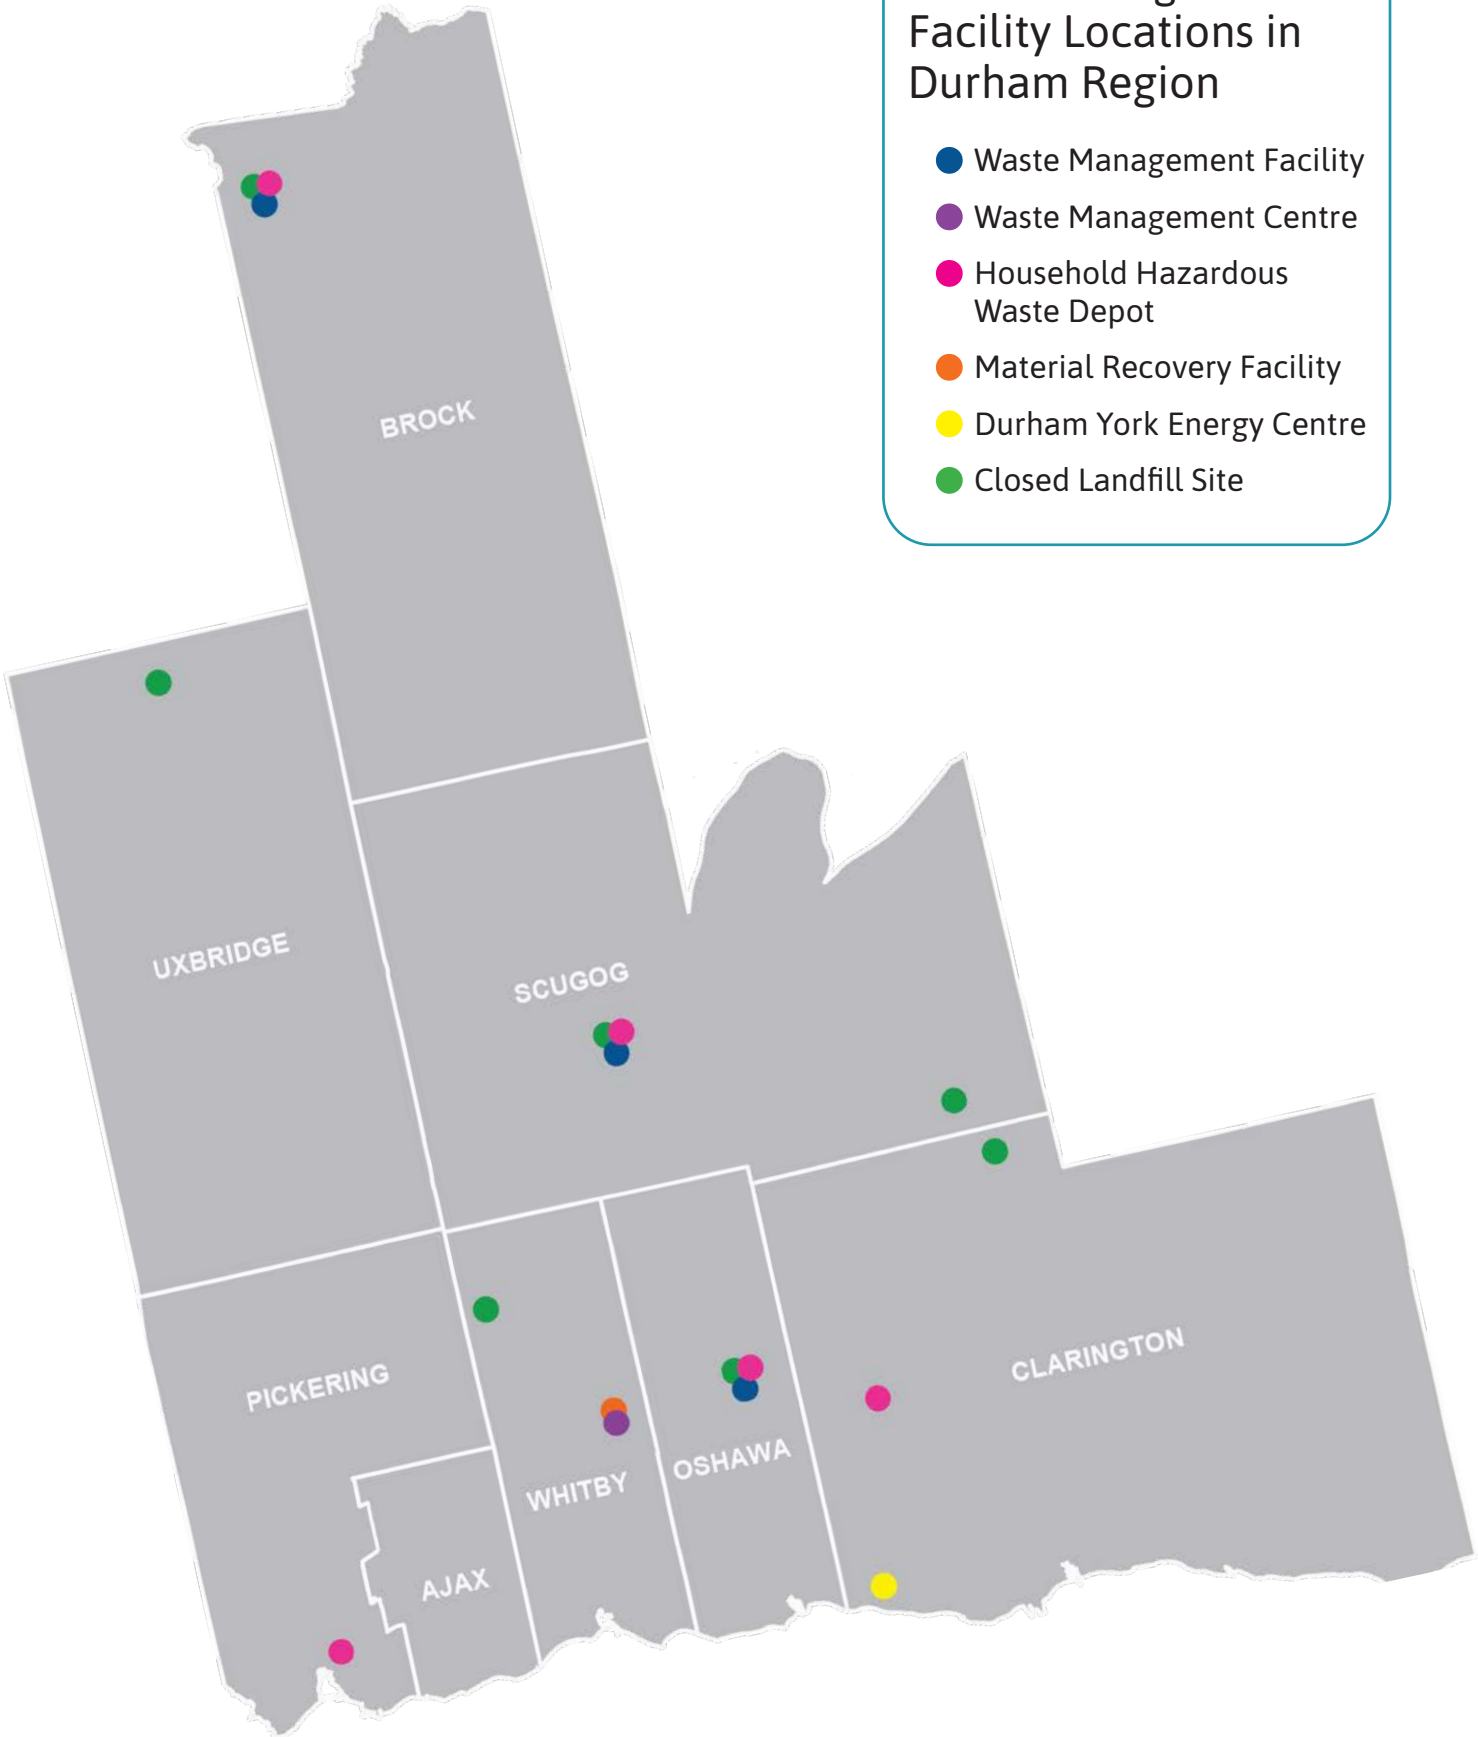 Facility Locations in
Durham Region
Waste Management Facility
Waste Management Centre
Household Hazardous
Waste Depot
Material Recovery Facility
Durham York Energy Centre
Closed Landfill Site
BROCK
UXBRIDGE
SCUGOG
PICKERING
CLARINGTON
WHITBY
OSHAWA
AJAX